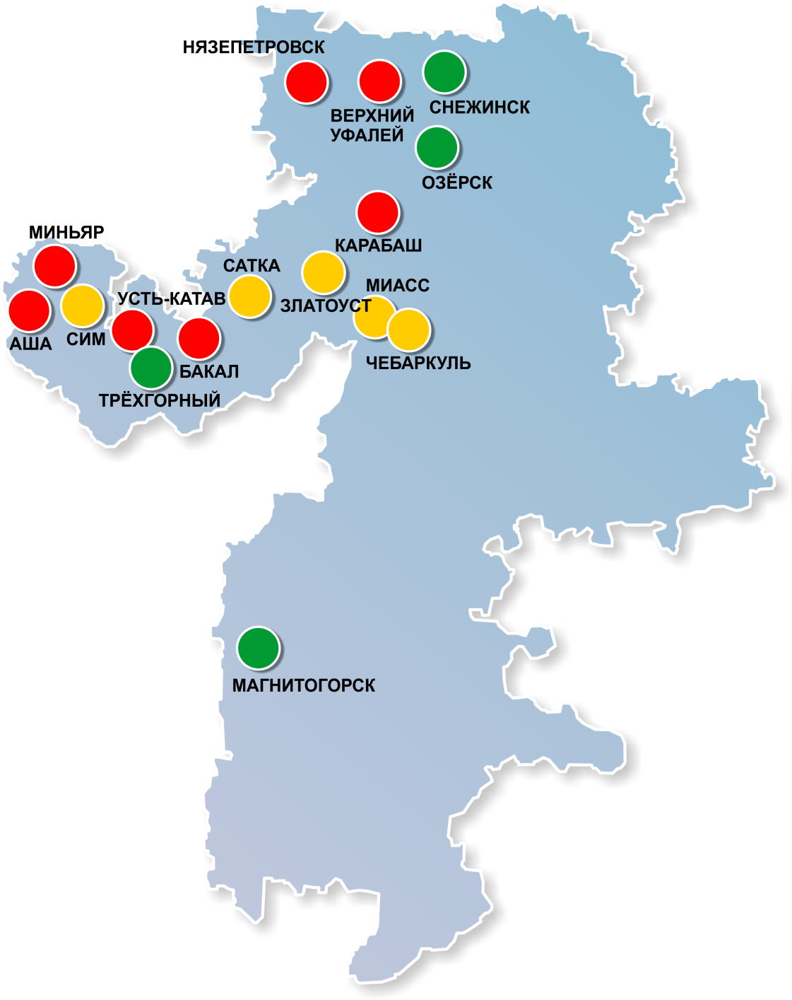 НЯЗЕПЕТРОВСК
ВЕРХНИЙ
УФАЛЕЙ
СНЕЖИНСК
ОЗЁРСК
КАРАБАШ
МИНЬЯР
САТКА
МИАСС
УСТЬ-КАТАВ
ЗЛАТОУСТ
АША
СИМ
ЧЕБАРКУЛЬ
БАКАЛ
ТРЁХГОРНЫЙ
МАГНИТОГОРСК